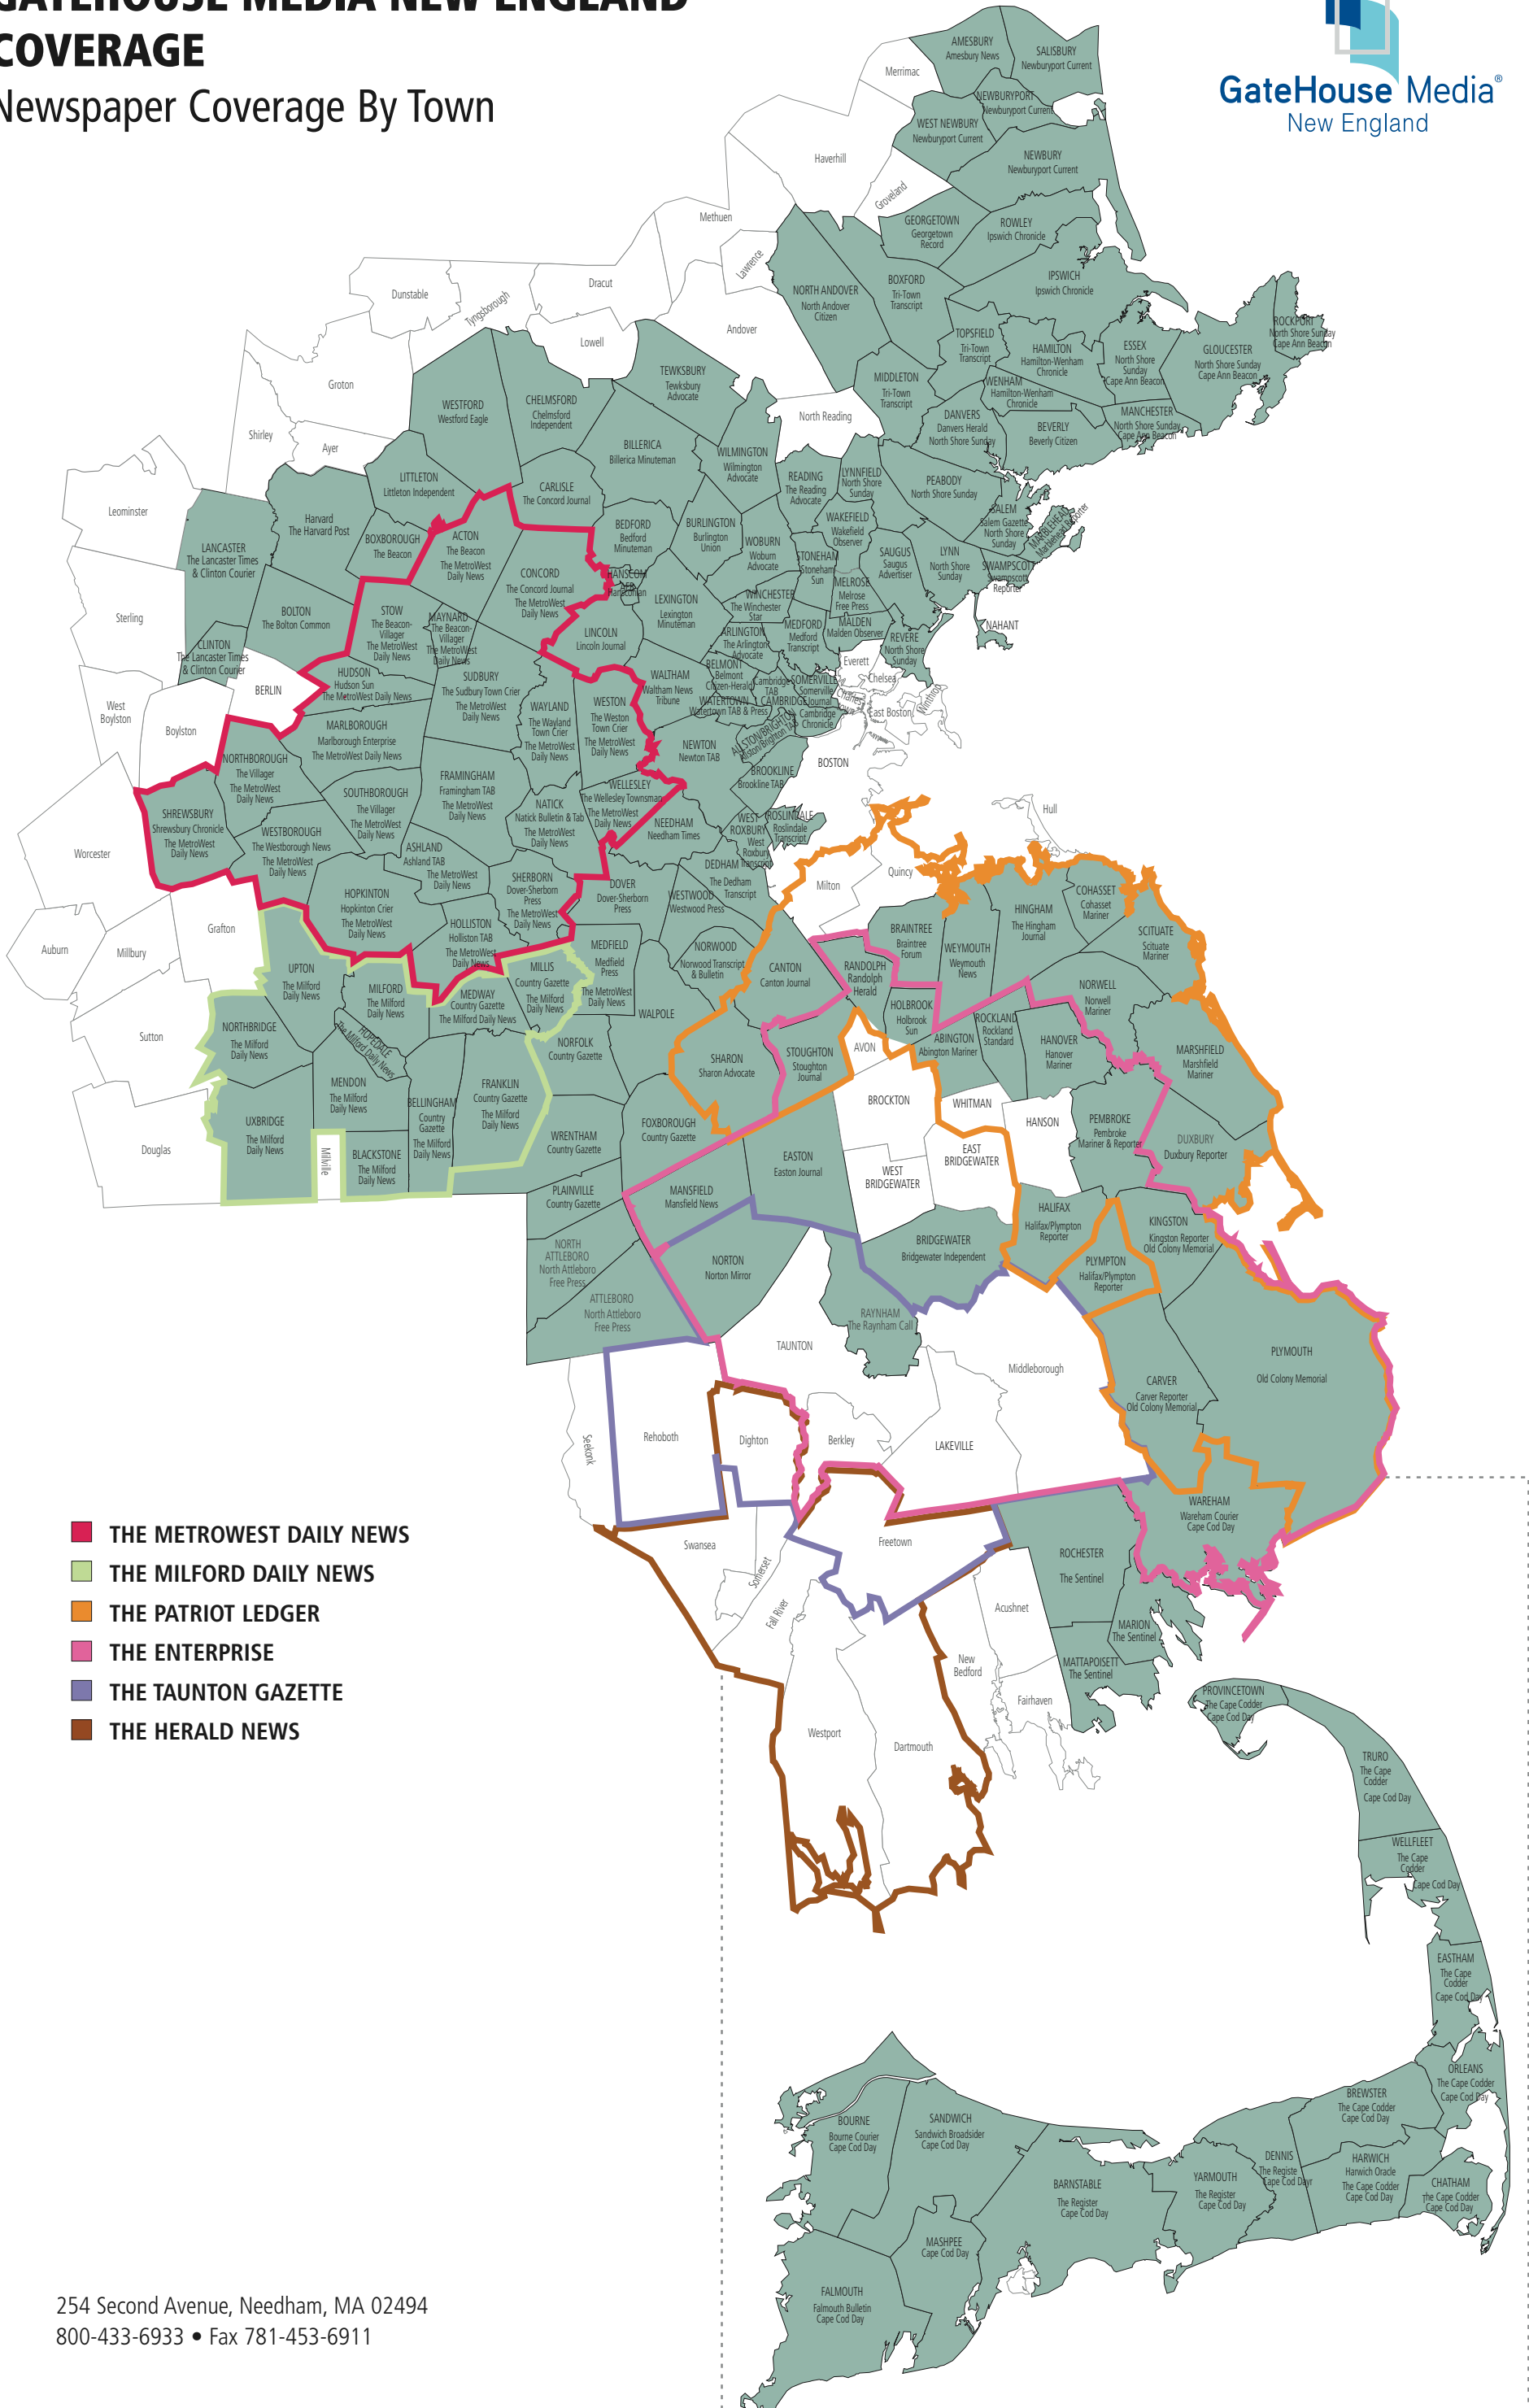 GATEHOUSE MEDIA NEW ENGLAND
COVERAGE
Newspaper Coverage By Town
GateHouse Media®
New England
AMESBURY
Amesbury News
SALISBURY
Newburyport Current
Merrimac
NEWBURYPORT
Newburyport Current
WEST NEWBURY
Newburyport Current
Haverhill
NEWBURY
Newburyport Current
Groveland
Methuen
GEORGETOWN
Georgetown
Record
ROWLEY
Ipswich Chronicle
Lawrence
Dracut
Dunstable
Tyngsborough
NORTH ANDOVER
North Andover
Citizen
BOXFORD
Tri-Town
Transcript
IPSWICH
Ipswich Chronicle
Andover
Lowell
TOPSFIELD
Tri-Town
Transcript
HAMILTON
Hamilton-Wenham
Chronicle
ESSEX
North Shore
Sunday
Cape Ann Beacon
GLOUCESTER
North Shore Sunday
Cape Ann Beacon
ROCKPORT
North Shore Sunday
Cape Ann Beacon
Groton
TEWKSBURY
Tewksbury
Advocate
MIDDLETON
Tri-Town
Transcript
WENHAM
Hamilton-Wenham
Chronicle
WESTFORD
Westford Eagle
CHELMSFORD
Chelmsford
Independent
North Reading
DANVERS
Danvers Herald
North Shore Sunday
BEVERLY
Beverly Citizen
MANCHESTER
North Shore Sunday
Cape Ann Beacon
Shirley
Ayer
BILLERICA
Billerica Minuteman
WILMINGTON
Wilmington
Advocate
LITTLETON
Littleton Independent
CARLISLE
The Concord Journal
READING
The Reading
Advocate
LYNNFIELD
North Shore
Sunday
PEABODY
North Shore Sunday
Leominster
Harvard
The Harvard Post
BOXBOROUGH
The Beacon
ACTON
The Beacon
The MetroWest
Daily News
BEDFORD
Bedford
Minuteman
BURLINGTON
Burlington
Union
WOBURN
Woburn
Advocate
WAKEFIELD
Wakefield
Observer
SALEM
Salem Gazette
North Shore
Sunday
MARBLEHEAD
Marblehead Reporter
LANCASTER
The Lancaster Times
& Clinton Courier
CONCORD
The Concord Journal
The MetroWest
Daily News
HANSCOM
AFB
Hansconian
STONEHAM
Stoneham
Sun
SAUGUS
Saugus
Advertiser
LYNN
North Shore
Sunday
SWAMPSCOTT
Swampscott
Reporter
MELROSE
Melrose
Free Press
Sterling
BOLTON
The Bolton Common
STOW
The Beacon-
Villager
The MetroWest
Daily News
MAYNARD
The Beacon-
Villager
The MetroWest
Daily News
LEXINGTON
Lexington
Minuteman
WINCHESTER
The Winchester
Star
LINCOLN
Lincoln Journal
ARLINGTON
The Arlington
Advocate
MEDFORD
Medford
Transcript
MALDEN
Malden Observer
REVERE
North Shore
Sunday
NAHANT
CLINTON
The Lancaster Times
& Clinton Courier
BERLIN
HUDSON
Hudson Sun
The MetroWest Daily News
SUDBURY
The Sudbury Town Crier
The MetroWest
Daily News
WALTHAM
Waltham News
Tribune
BELMONT
Belmont
Citizen-Herald
Cambridge
TAB
CAMBRIDGE
Cambridge
Chronicle
SOMERVILLE
Somerville
Journal
Everett
Chelsea
East Boston
Winthrop
WATERTOWN
Watertown TAB & Press
West
Boylston
Boylston
WAYLAND
The Wayland
Town Crier
The MetroWest
Daily News
WESTON
The Weston
Town Crier
The MetroWest
Daily News
MARLBOROUGH
Marlborough Enterprise
The MetroWest Daily News
NEWTON
Newton TAB
ALLSTON/BRIGHTON
Allston/Brighton TAB
BROOKLINE
Brookline TAB
BOSTON
NORTHBOROUGH
The Villager
The MetroWest
Daily News
SOUTHBOROUGH
The Villager
The MetroWest
Daily News
FRAMINGHAM
Framingham TAB
The MetroWest
Daily News
NATICK
Natick Bulletin & Tab
The MetroWest
Daily News
WELLESLEY
The Wellesley Townsman
The MetroWest
Daily News
NEEDHAM
Needham Times
WEST
ROXBURY
West
Roxbury
Transcript
ROSLINDALE
Roslindale
Transcript
Hull
SHREWSBURY
Shrewsbury Chronicle
The MetroWest
Daily News
WESTBOROUGH
The Westborough News
The MetroWest
Daily News
ASHLAND
Ashland TAB
The MetroWest
Daily News
Worcester
SHERBORN
Dover-Sherborn
Press
The MetroWest
Daily News
DOVER
Dover-Sherborn
Press
DEDHAM
The Dedham
Transcript
WESTWOOD
Westwood Press
Milton
Quincy
HOPKINTON
Hopkinton Crier
The MetroWest
Daily News
HOLLISTON
Holliston TAB
The MetroWest
Daily News
COHASSET
Cohasset
Mariner
HINGHAM
The Hingham
Journal
SCITUATE
Scituate
Mariner
BRAINTREE
Braintree
Forum
WEYMOUTH
Weymouth
News
Grafton
Auburn
Millbury
MEDFIELD
Medfield
Press
The MetroWest
Daily News
NORWOOD
Norwood Transcript
& Bulletin
CANTON
Canton Journal
RANDOLPH
Randolph
Herald
UPTON
The Milford
Daily News
MILFORD
The Milford
Daily News
MEDWAY
Country Gazette
The Milford Daily News
MILLIS
Country Gazette
The Milford
Daily News
WALPOLE
HOLBROOK
Holbrook
Sun
NORWELL
Norwell
Mariner
Sutton
NORTHBRIDGE
The Milford
Daily News
HOPEDALE
The Milford Daily News
NORFOLK
Country Gazette
SHARON
Sharon Advocate
STOUGHTON
Stoughton
Journal
AVON
ABINGTON
Abington Mariner
ROCKLAND
Rockland
Standard
HANOVER
Hanover
Mariner
MARSHFIELD
Marshfield
Mariner
MENDON
The Milford
Daily News
BELLINGHAM
Country
Gazette
The Milford
Daily News
FRANKLIN
Country Gazette
The Milford
Daily News
BROCKTON
WHITMAN
HANSON
PEMBROKE
Pembroke
Mariner & Reporter
DUXBURY
Duxbury Reporter
Douglas
UXBRIDGE
The Milford
Daily News
Millville
BLACKSTONE
The Milford
Daily News
WRENTHAM
Country Gazette
FOXBOROUGH
Country Gazette
EASTON
Easton Journal
WEST
BRIDGEWATER
EAST
BRIDGEWATER
PLAINVILLE
Country Gazette
MANSFIELD
Mansfield News
HALIFAX
Halifax/Plympton
Reporter
KINGSTON
Kingston Reporter
Old Colony Memorial
NORTH
ATTLEBORO
North Attleboro
Free Press
NORTON
Norton Mirror
BRIDGEWATER
Bridgewater Independent
PLYMPTON
Halifax/Plympton
Reporter
ATTLEBORO
North Attleboro
Free Press
RAYNHAM
The Raynham Call
TAUNTON
Middleborough
PLYMOUTH
Old Colony Memorial
CARVER
Carver Reporter
Old Colony Memorial
Seekonk
Rehoboth
Dighton
Berkley
LAKEVILLE
WAREHAM
Wareham Courier
Cape Cod Day
Swansea
Somerset
Freetown
ROCHESTER
The Sentinel
Fall River
Acushnet
MARION
The Sentinel
New
Bedford
MATTAPOISETT
The Sentinel
Fairhaven
Westport
Dartmouth
THE METROWEST DAILY NEWS
THE MILFORD DAILY NEWS
THE PATRIOT LEDGER
THE ENTERPRISE
THE TAUNTON GAZETTE
THE HERALD NEWS
PROVINCETOWN
The Cape Codder
Cape Cod Day
TRURO
The Cape
Codder
Cape Cod Day
WELLFLEET
The Cape
Codder
Cape Cod Day
EASTHAM
The Cape
Codder
Cape Cod Day
ORLEANS
The Cape Codder
Cape Cod Day
BREWSTER
The Cape Codder
Cape Cod Day
BOURNE
Bourne Courier
Cape Cod Day
SANDWICH
Sandwich Broadsider
Cape Cod Day
DENNIS
The Registe
Cape Cod Dayr
HARWICH
Harwich Oracle
The Cape Codder
Cape Cod Day
CHATHAM
The Cape Codder
Cape Cod Day
BARNSTABLE
The Register
Cape Cod Day
YARMOUTH
The Register
Cape Cod Day
MASHPEE
Cape Cod Day
FALMOUTH
Falmouth Bulletin
Cape Cod Day
254 Second Avenue, Needham, MA 02494
800-433-6933 • Fax 781-453-6911